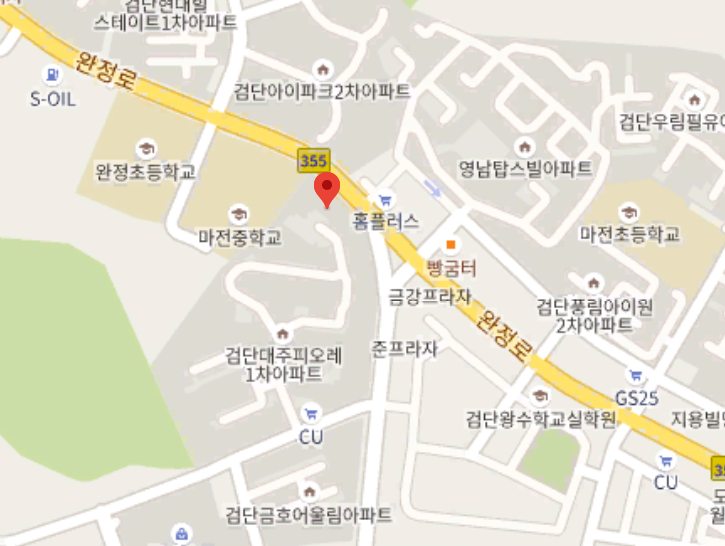 검단현대힐
스테이트1차아파트
완정로
S-OIL
검단아이파크2차아파트
검단우림필유
완정초등학교
355
영남탑스빌아파트
홈플러스
마전중학교
마전초등학교
빵굼터
금강프라자
검단풍림아이원
2차아파트
완정로
준프라자
검단대주피오레
1차아파트
GS25
검단왕수학교실학원
지용빌
CU
CU
검단금호어울림아파트